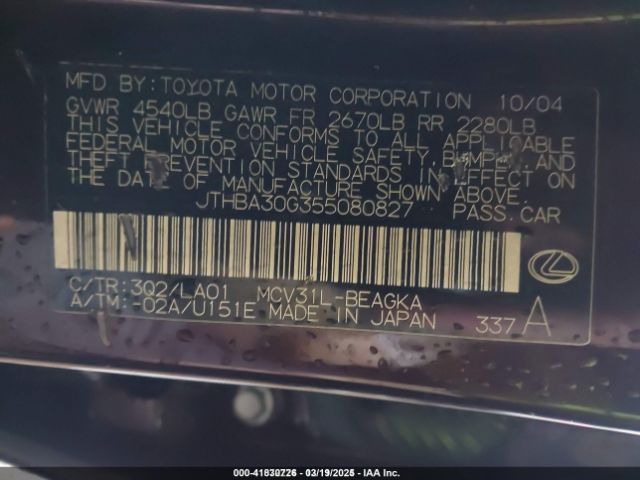 MFD BY: TOYOTA MOTOR CORPORATION 10/04
GVWR 4540LB GAWR FR 2670LB RR 2280LB
THIS VEHICLE CONFORMS TO ALL APPLICABLE
FEDERAL MOTOR VEHICLE SAFETY, BUMPER, AND
THEFT PREVENTION STANDARDS IN EFFECT ON
THE DATE OF MANUFACTURE SHOWN ABOVE.
JTHBA30G355080827 PASS.CAR
C/TR:3Q2/LA01 MCV31L-BEAGKA
A/TM:-02A/U151E MADE IN JAPAN 337 A
000-41830726 - 03/19/2025 - IAA Inc.